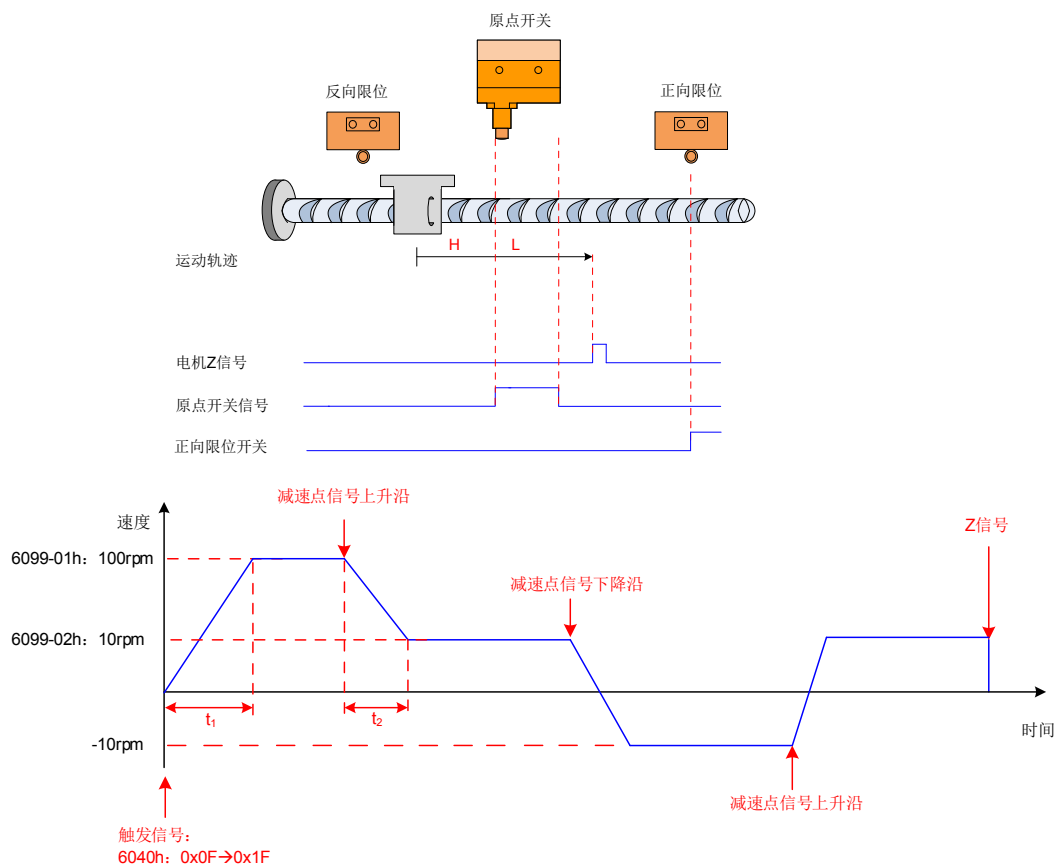 原点开关
反向限位
正向限位
H
L
运动轨迹
电机Z信号
原点开关信号
正向限位开关
减速点信号上升沿
速度
Z信号
6099-01h：100rpm
减速点信号下降沿
6099-02h：10rpm
t₁
t₂
时间
-10rpm
减速点信号上升沿
触发信号：
6040h：0x0F→0x1F